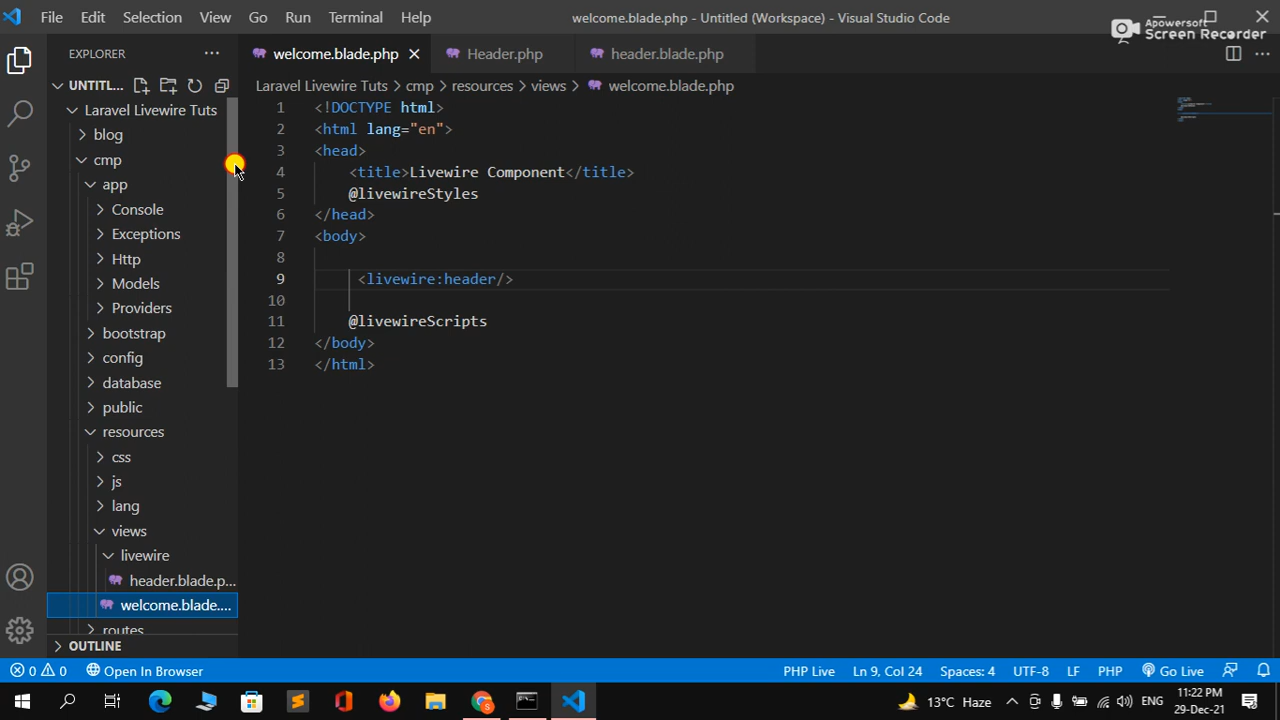 File Edit Selection View Go Run Terminal Help
welcome.blade.php - Untitled (Workspace) - Visual Studio Code
Apowersoft
Screen Recorder
EXPLORER
welcome.blade.php
Header.php
header.blade.php
UNTITL...
Laravel Livewire Tuts > cmp > resources > views > welcome.blade.php
Laravel Livewire Tuts
blog
cmp
app
Console
Exceptions
Http
Models
Providers
bootstrap
config
database
public
resources
css
js
lang
views
livewire
header.blade.p...
welcome.blade....
routes
OUTLINE
1 <!DOCTYPE html>
2 <html lang="en">
3 <head>
4 <title>Livewire Component</title>
5 @livewireStyles
6 </head>
7 <body>
8
9 <livewire:header/>
10
11 @livewireScripts
12 </body>
13 </html>
0 0 Open In Browser
PHP Live Ln 9, Col 24 Spaces: 4 UTF-8 LF PHP Go Live
13°C Haze ENG
11:22 PM
29-Dec-21